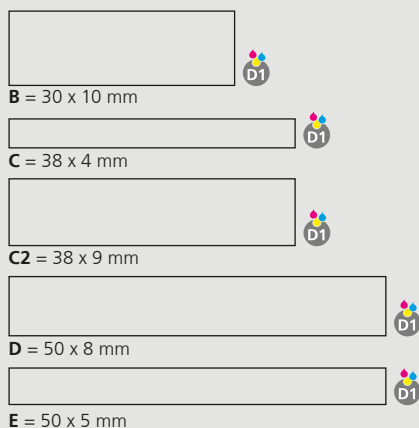 D1
B = 30 x 10 mm
D1
C = 38 x 4 mm
D1
C2 = 38 x 9 mm
D1
D = 50 x 8 mm
D1
E = 50 x 5 mm